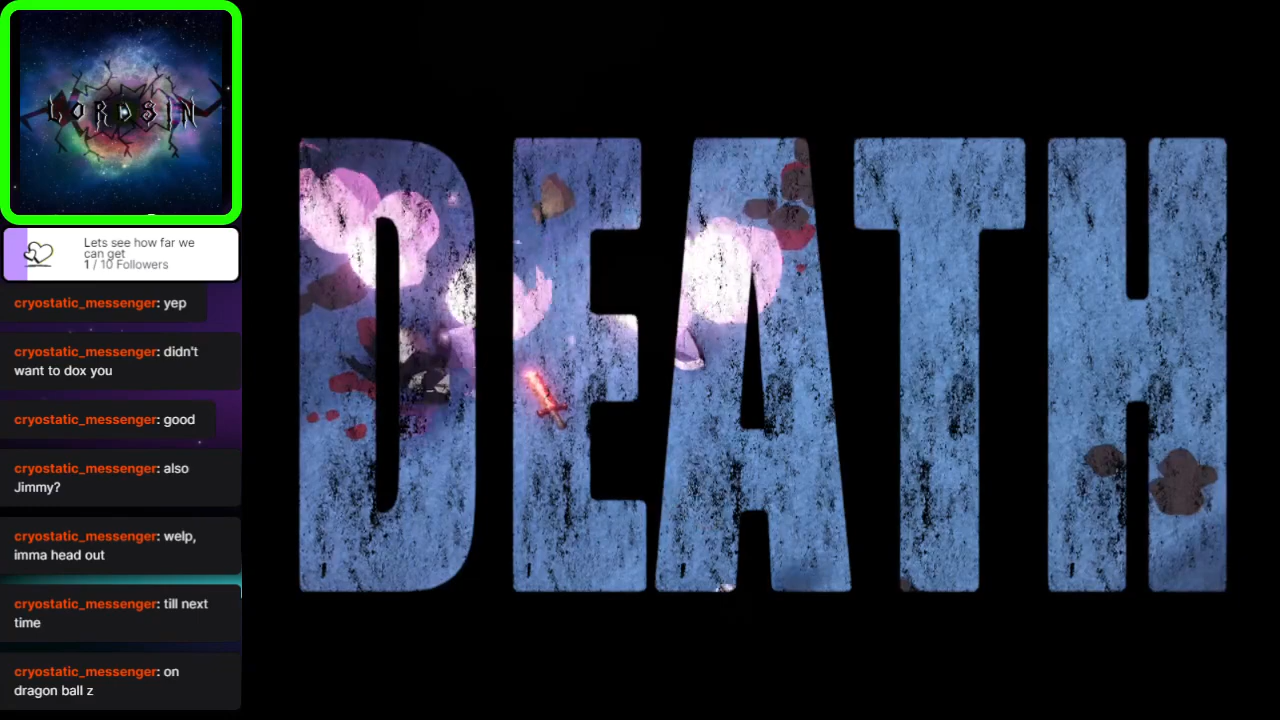 LORDSIN
Lets see how far we
can get
1 / 10 Followers
cryostatic_messenger: yep
cryostatic_messenger: didn't
want to dox you
cryostatic_messenger: good
cryostatic_messenger: also
Jimmy?
cryostatic_messenger: welp,
imma head out
cryostatic_messenger: till next
time
cryostatic_messenger: on
dragon ball z
DEATH